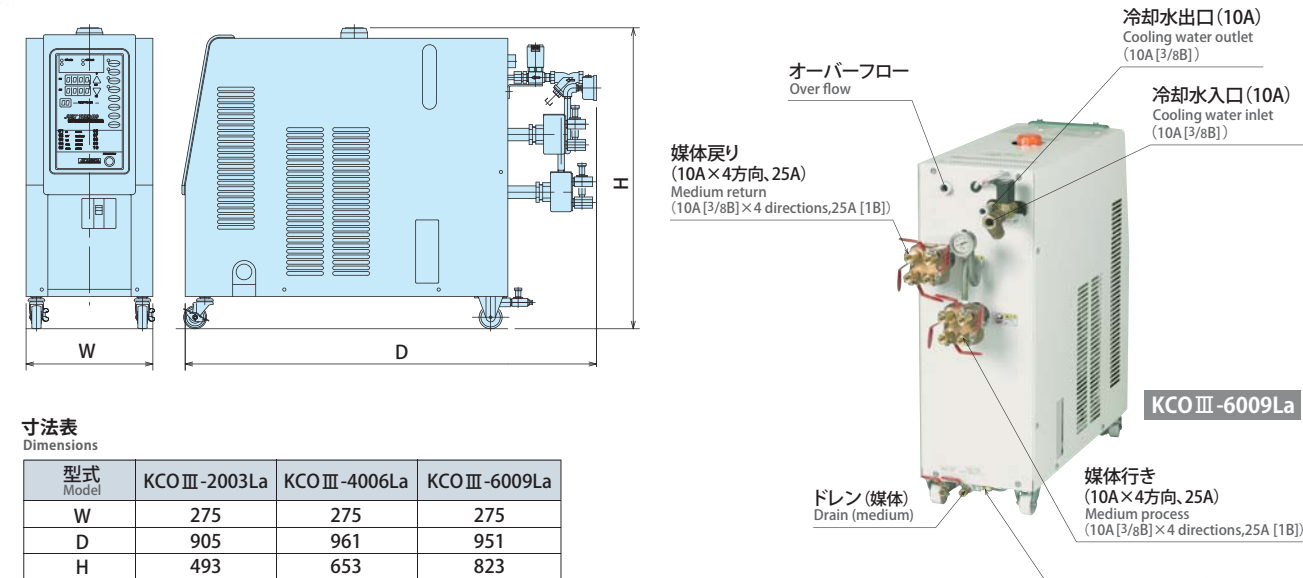 冷却水出口（10A）
Cooling water outlet
（10A [3/8B]）
オーバーフロー
Over flow
冷却水入口（10A）
Cooling water inlet
（10A [3/8B]）
媒体戻り
（10A×4方向、25A）
Medium return
（10A [3/8B]×4 directions,25A [1B]）
H
W
D
KCOⅢ-6009La
寸法表
Dimensions
型式 KCOⅢ-2003La KCOⅢ-4006La KCOⅢ-6009La
Model
W 275 275 275
D 905 961 951
H 493 653 823
ドレン（媒体）
Drain (medium)
媒体行き
（10A×4方向、25A）
Medium process
（10A [3/8B]×4 directions,25A [1B]）